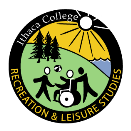 Ithaca College
RECREATION & LEISURE STUDIES